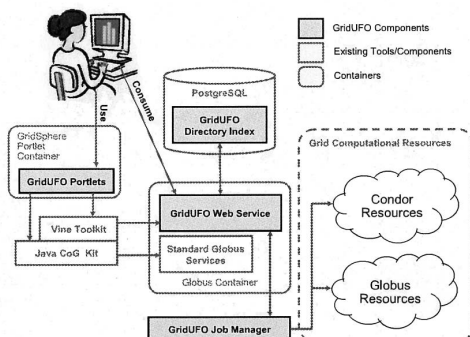 GridUFO Components
Existing Tools/Components
Containers
Consume
Use
PostgreSQL
GridUFO
Directory Index
GridSphere
Portlet
Container
GridUFO Portlets
Vine Toolkit
Java CoG Kit
GridUFO Web Service
Standard Globus
Services
Globus Container
GridUFO Job Manager
Grid Computational Resources
Condor
Resources
Globus
Resources